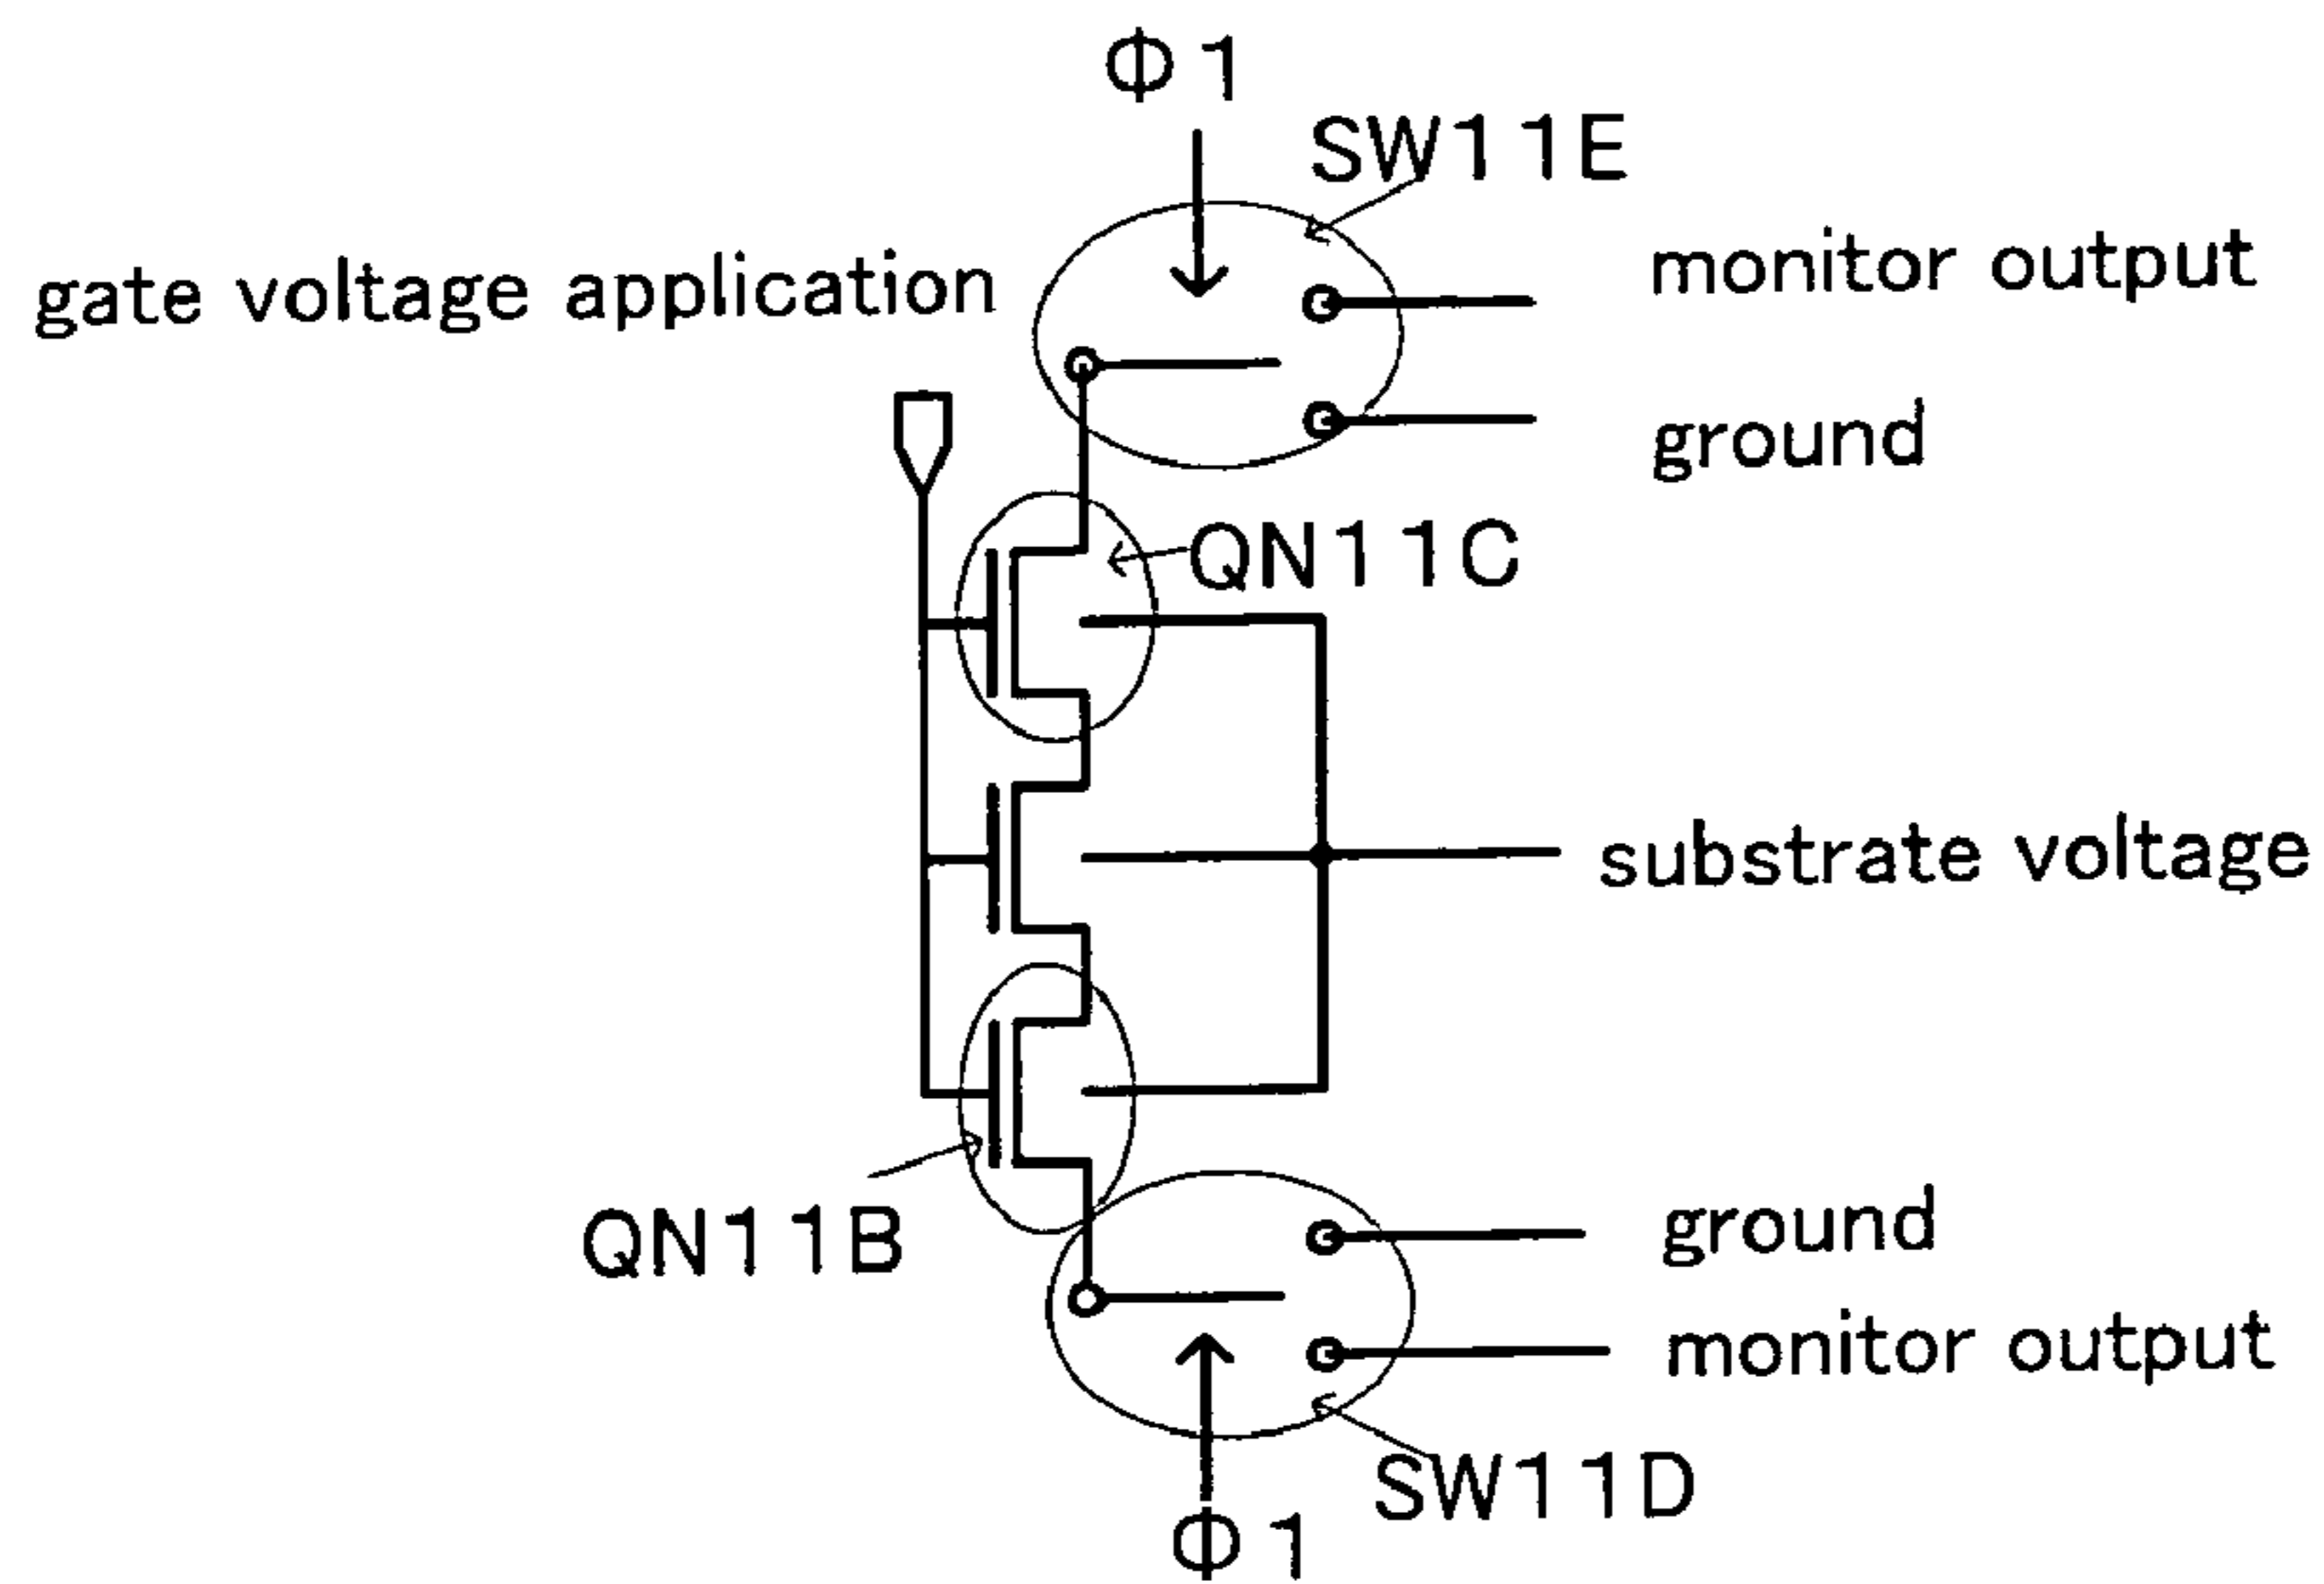 Φ1
SW11E
monitor output
gate voltage application
ground
QN11C
substrate voltage
QN11B
ground
monitor output
SW11D
Φ1